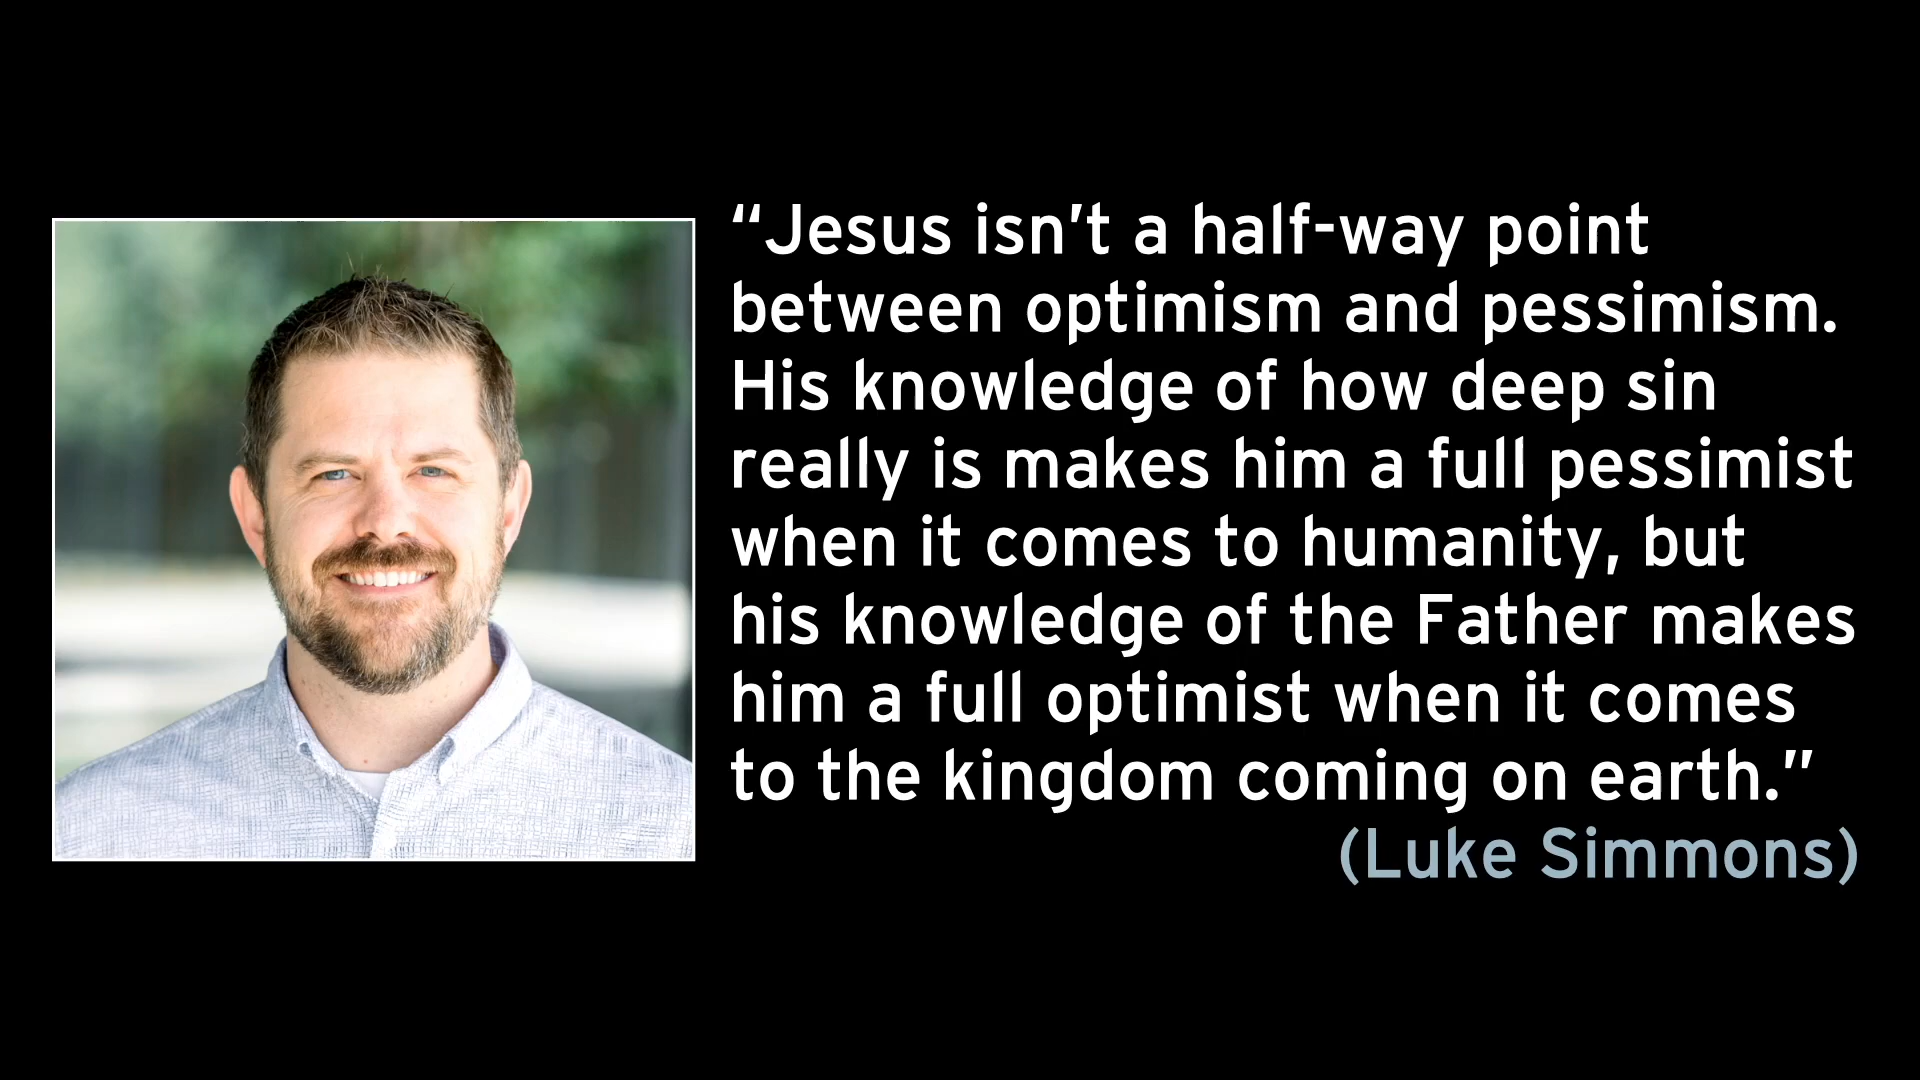 “Jesus isn’t a half-way point
between optimism and pessimism.
His knowledge of how deep sin
really is makes him a full pessimist
when it comes to humanity, but
his knowledge of the Father makes
him a full optimist when it comes
to the kingdom coming on earth.”
(Luke Simmons)